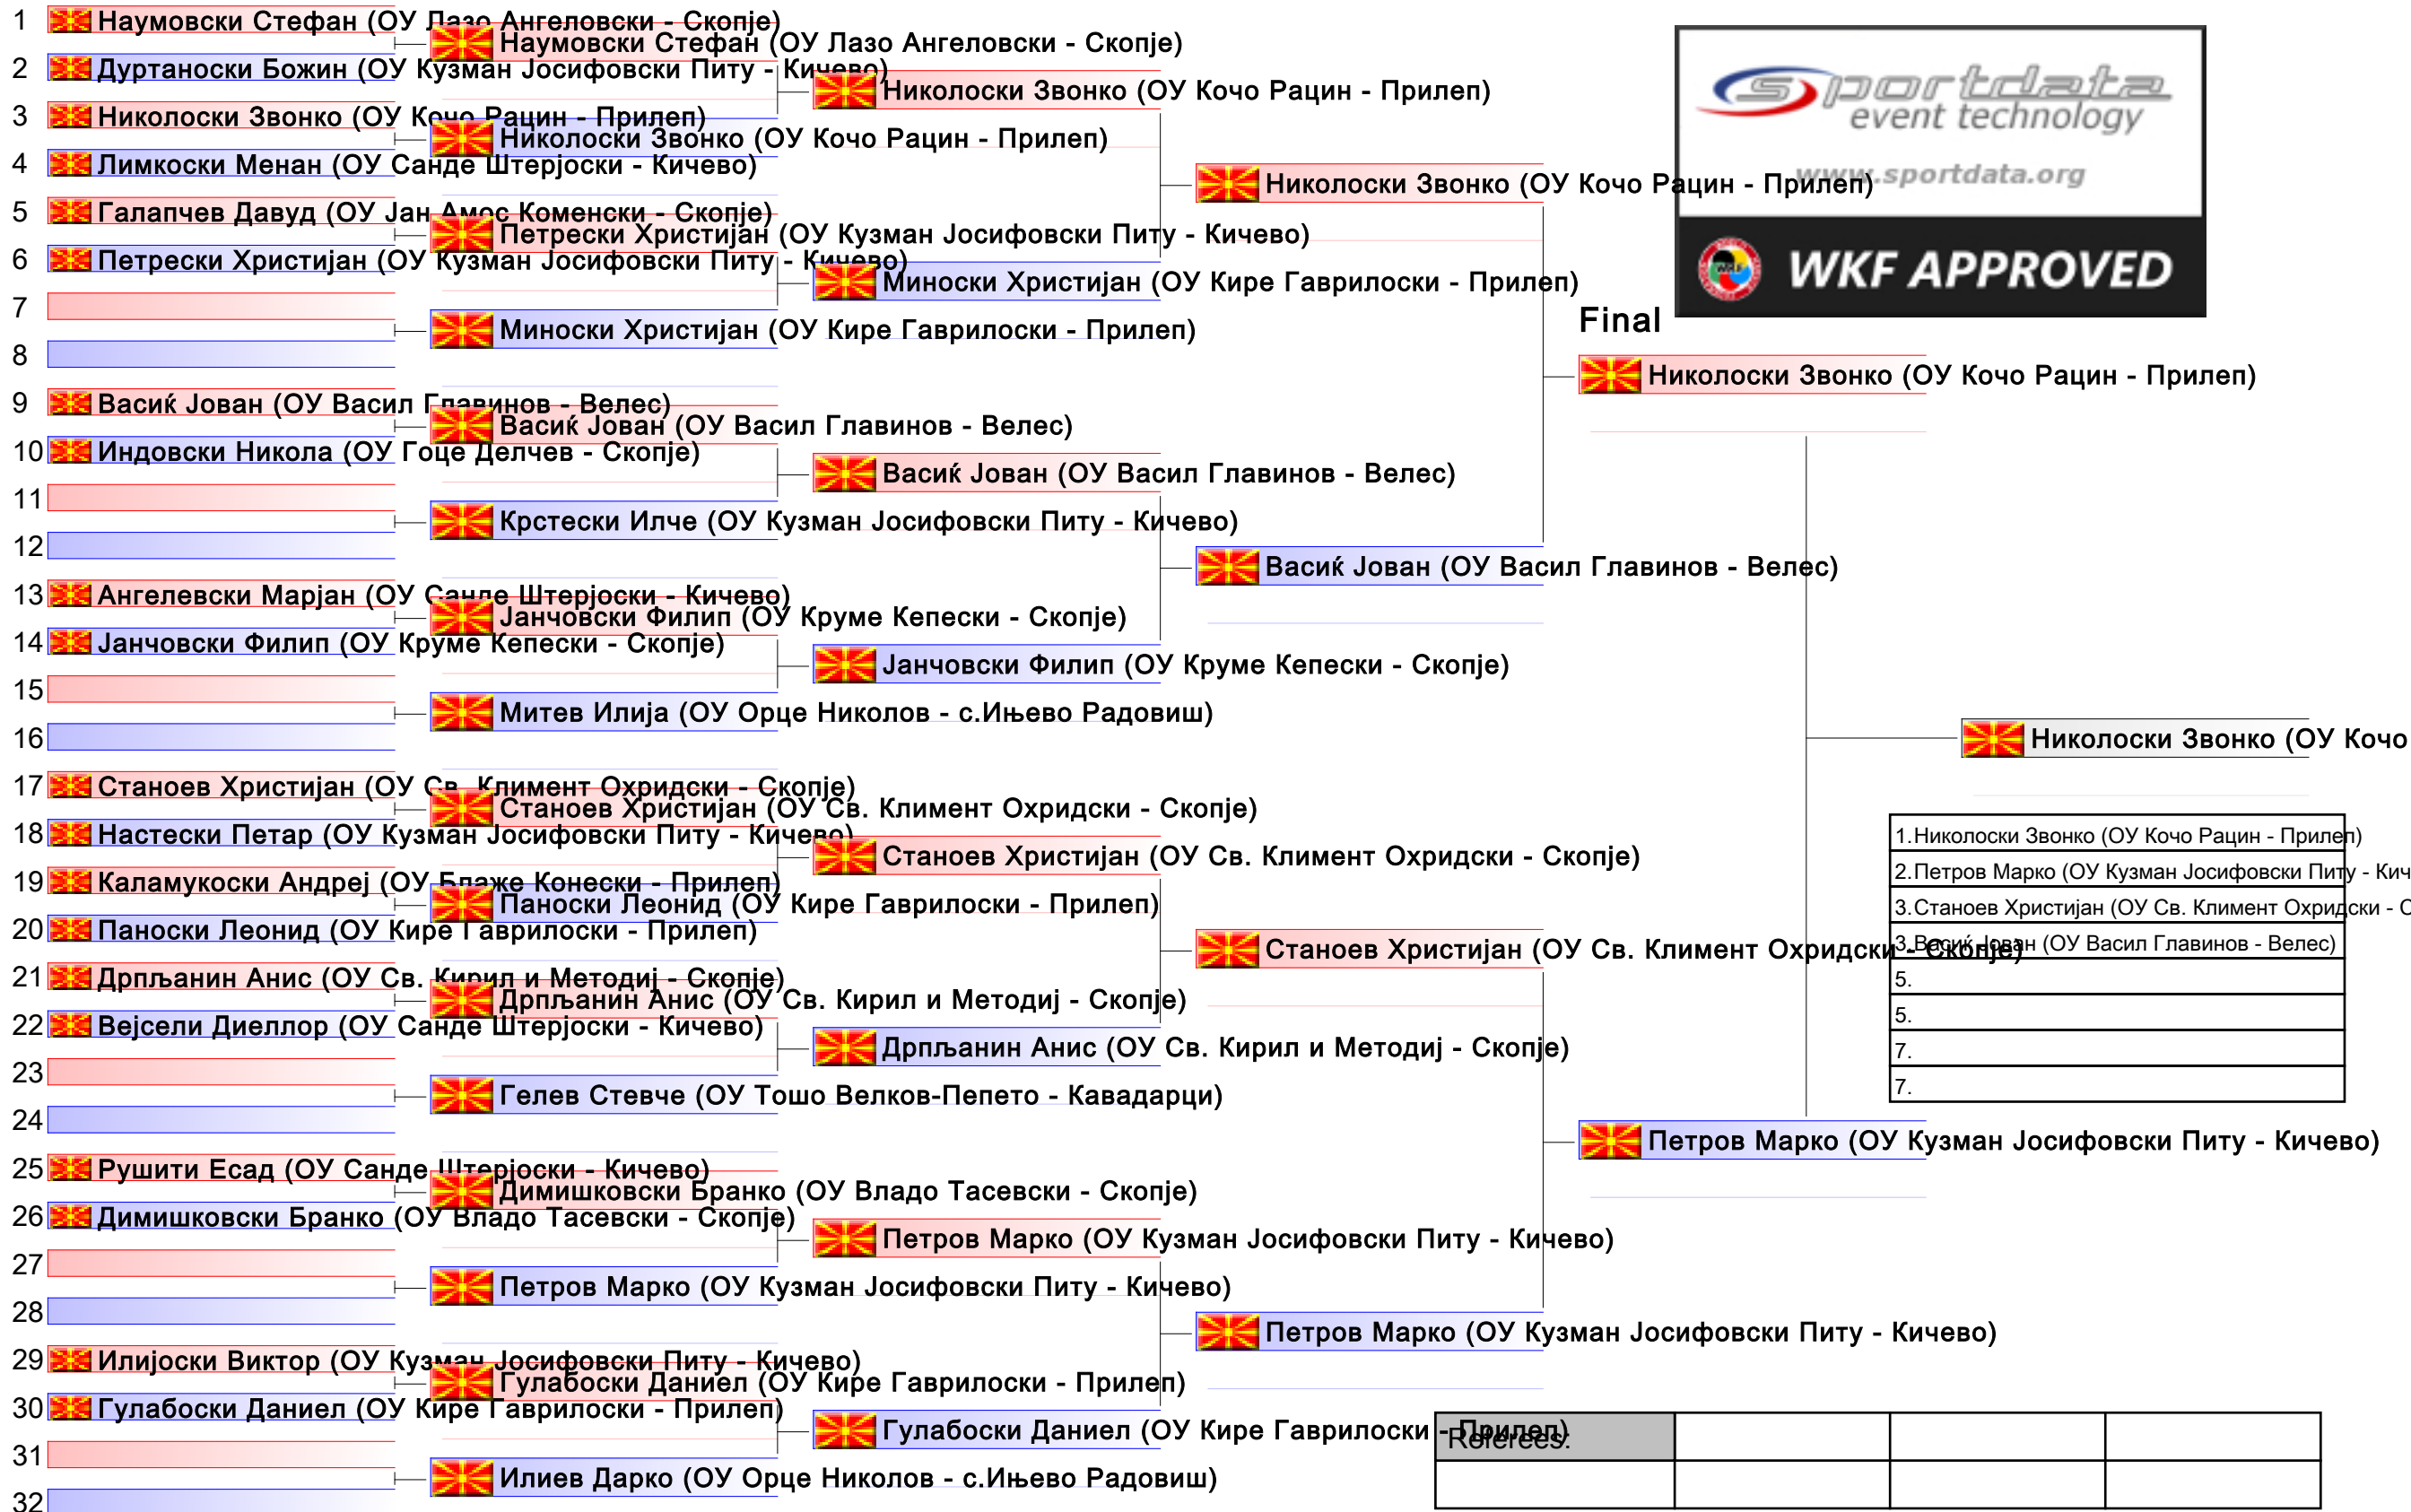 1 Наумовски Стефан (ОУ Лазо Ангеловски - Скопје)
2 Дуртаноски Божин (ОУ Кузман Јосифовски Питу - Кичево)
3 Николоски Звонко (ОУ Кочо Рацин - Прилеп)
4 Лимкоски Менан (ОУ Санде Штерјоски - Кичево)
5 Галапчев Давуд (ОУ Јан Амос Коменски - Скопје)
6 Петрески Христијан (ОУ Кузман Јосифовски Питу - Кичево)
7
8
9 Васиќ Јован (ОУ Васил Главинов - Велес)
10 Индовски Никола (ОУ Гоце Делчев - Скопје)
11
12
13 Ангелевски Марјан (ОУ Санде Штерјоски - Кичево)
14 Јанчовски Филип (ОУ Круме Кепески - Скопје)
15
16
17 Станоев Христијан (ОУ Св. Климент Охридски - Скопје)
18 Настески Петар (ОУ Кузман Јосифовски Питу - Кичево)
19 Каламукоски Андреј (ОУ Блаже Конески - Прилеп)
20 Паноски Леонид (ОУ Кире Гаврилоски - Прилеп)
21 Дрпљанин Анис (ОУ Св. Кирил и Методиј - Скопје)
22 Вејсели Диеллор (ОУ Санде Штерјоски - Кичево)
23
24
25 Рушити Есад (ОУ Санде Штерјоски - Кичево)
26 Димишковски Бранко (ОУ Владо Тасевски - Скопје)
27
28
29 Илијоски Виктор (ОУ Кузман Јосифовски Питу - Кичево)
30 Гулабоски Даниел (ОУ Кире Гаврилоски - Прилеп)
31
32
Наумовски Стефан (ОУ Лазо Ангеловски - Скопје)
Николоски Звонко (ОУ Кочо Рацин - Прилеп)
Петрески Христијан (ОУ Кузман Јосифовски Питу - Кичево)
Миноски Христијан (ОУ Кире Гаврилоски - Прилеп)
Васиќ Јован (ОУ Васил Главинов - Велес)
Крстески Илче (ОУ Кузман Јосифовски Питу - Кичево)
Јанчовски Филип (ОУ Круме Кепески - Скопје)
Митев Илија (ОУ Орце Николов - с.Ињево Радовиш)
Станоев Христијан (ОУ Св. Климент Охридски - Скопје)
Паноски Леонид (ОУ Кире Гаврилоски - Прилеп)
Дрпљанин Анис (ОУ Св. Кирил и Методиј - Скопје)
Гелев Стевче (ОУ Тошо Велков-Пепето - Кавадарци)
Димишковски Бранко (ОУ Владо Тасевски - Скопје)
Петров Марко (ОУ Кузман Јосифовски Питу - Кичево)
Гулабоски Даниел (ОУ Кире Гаврилоски - Прилеп)
Илиев Дарко (ОУ Орце Николов - с.Ињево Радовиш)
Николоски Звонко (ОУ Кочо Рацин - Прилеп)
Миноски Христијан (ОУ Кире Гаврилоски - Прилеп)
Васиќ Јован (ОУ Васил Главинов - Велес)
Јанчовски Филип (ОУ Круме Кепески - Скопје)
Станоев Христијан (ОУ Св. Климент Охридски - Скопје)
Дрпљанин Анис (ОУ Св. Кирил и Методиј - Скопје)
Петров Марко (ОУ Кузман Јосифовски Питу - Кичево)
Гулабоски Даниел (ОУ Кире Гаврилоски - Прилеп)
Николоски Звонко (ОУ Кочо Рацин - Прилеп)
Васиќ Јован (ОУ Васил Главинов - Велес)
Станоев Христијан (ОУ Св. Климент Охридски - Скопје)
Петров Марко (ОУ Кузман Јосифовски Питу - Кичево)
sportdata
event technology
www.sportdata.org
WKF APPROVED
Final
Николоски Звонко (ОУ Кочо Рацин - Прилеп)
Петров Марко (ОУ Кузман Јосифовски Питу - Кичево)
Николоски Звонко (ОУ Кочо
1.Николоски Звонко (ОУ Кочо Рацин - Прилеп)
2.Петров Марко (ОУ Кузман Јосифовски Питу - Кич
3.Станоев Христијан (ОУ Св. Климент Охридски - С
3.Васиќ Јован (ОУ Васил Главинов - Велес)
5.
5.
7.
7.
Referees: